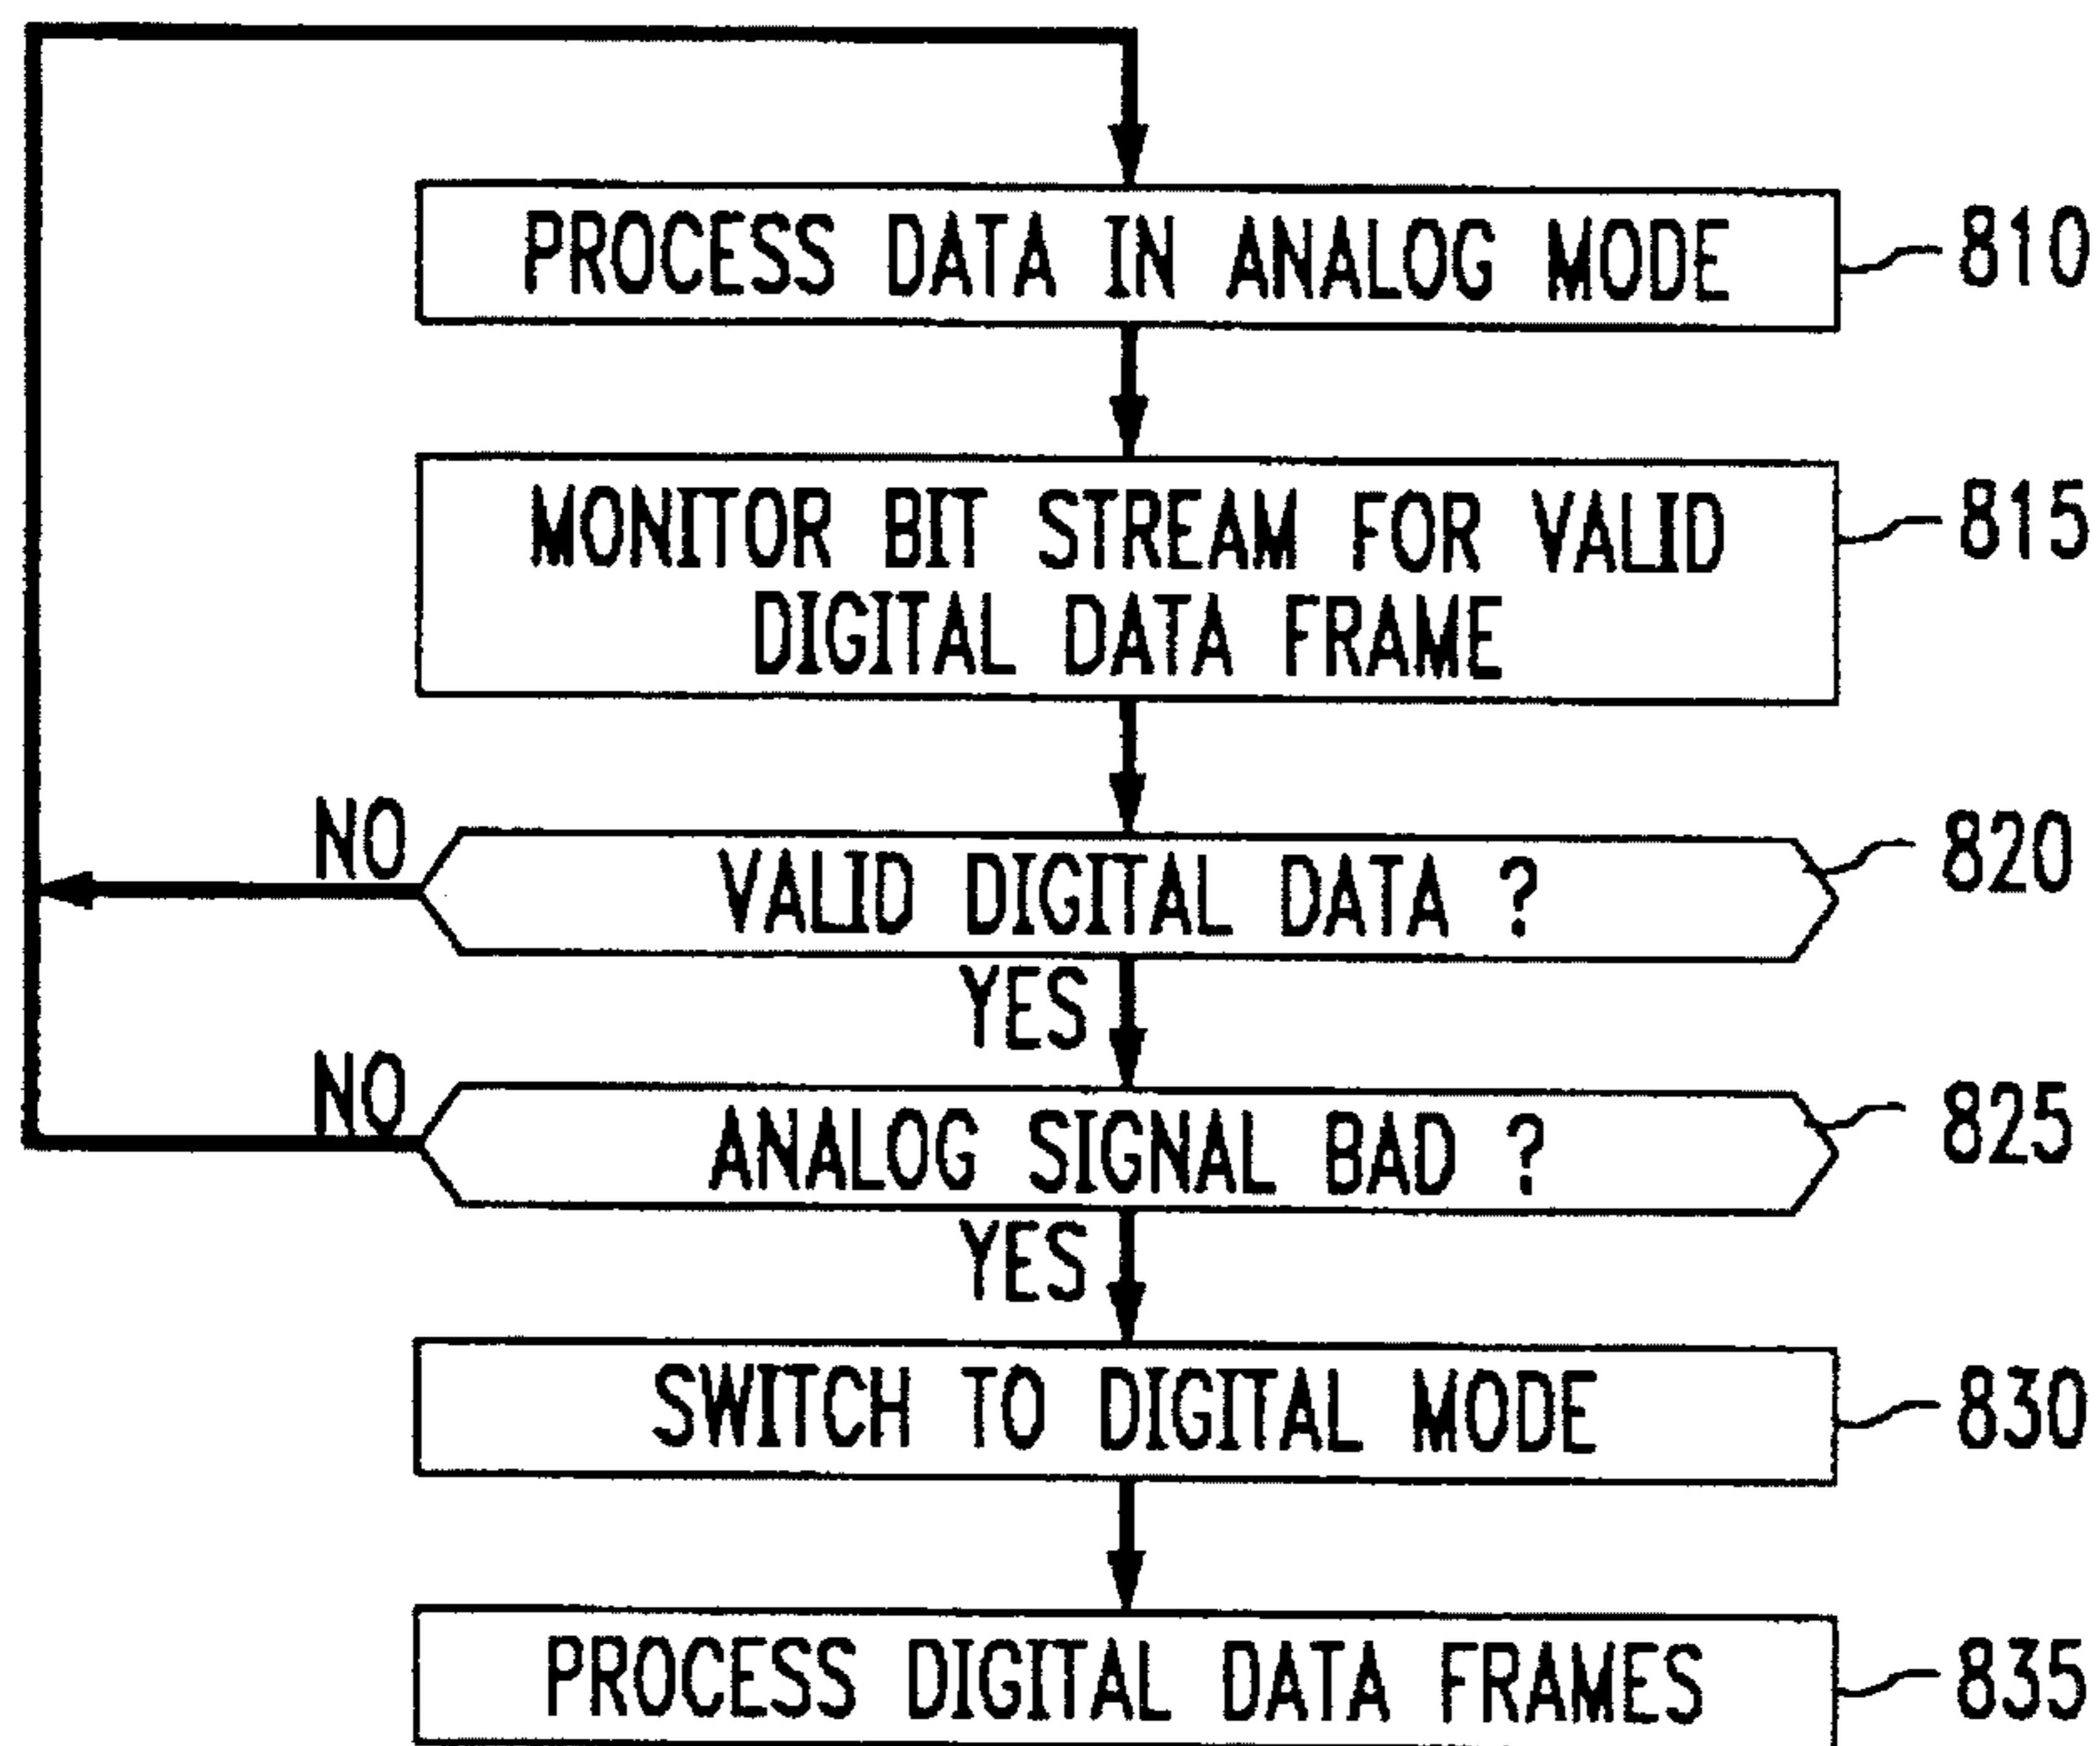 PROCESS DATA IN ANALOG MODE
810
MONITOR BIT STREAM FOR VALID
DIGITAL DATA FRAME
815
NO
VALID DIGITAL DATA ?
820
YES
NO
ANALOG SIGNAL BAD ?
825
YES
SWITCH TO DIGITAL MODE
830
PROCESS DIGITAL DATA FRAMES
835